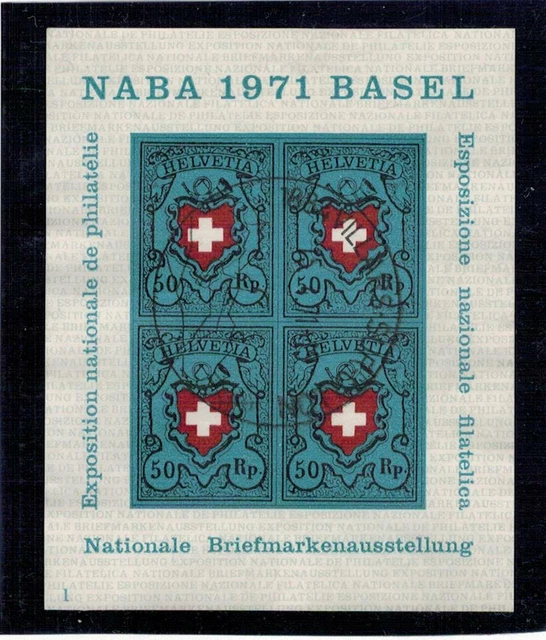 NABA 1971 BASEL
Exposition nationale de philatélie
Esposizione nazionale filatelica
HELVETIA
50 Rp.
HELVETIA
50 Rp.
HELVETIA
50 Rp.
HELVETIA
50 Rp.
Nationale Briefmarkenausstellung
1